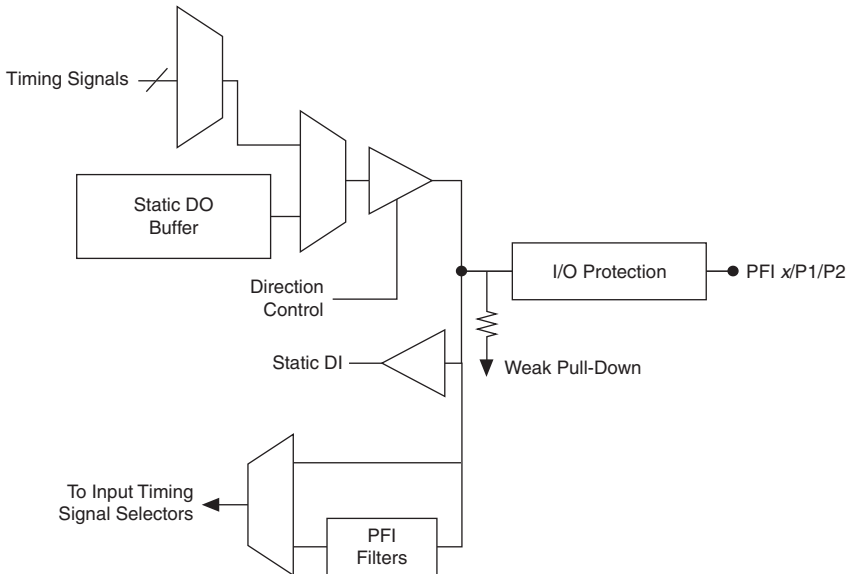 Timing Signals
Static DO
Buffer
Direction
Control
I/O Protection
PFI x/P1/P2
Static DI
Weak Pull-Down
To Input Timing
Signal Selectors
PFI
Filters